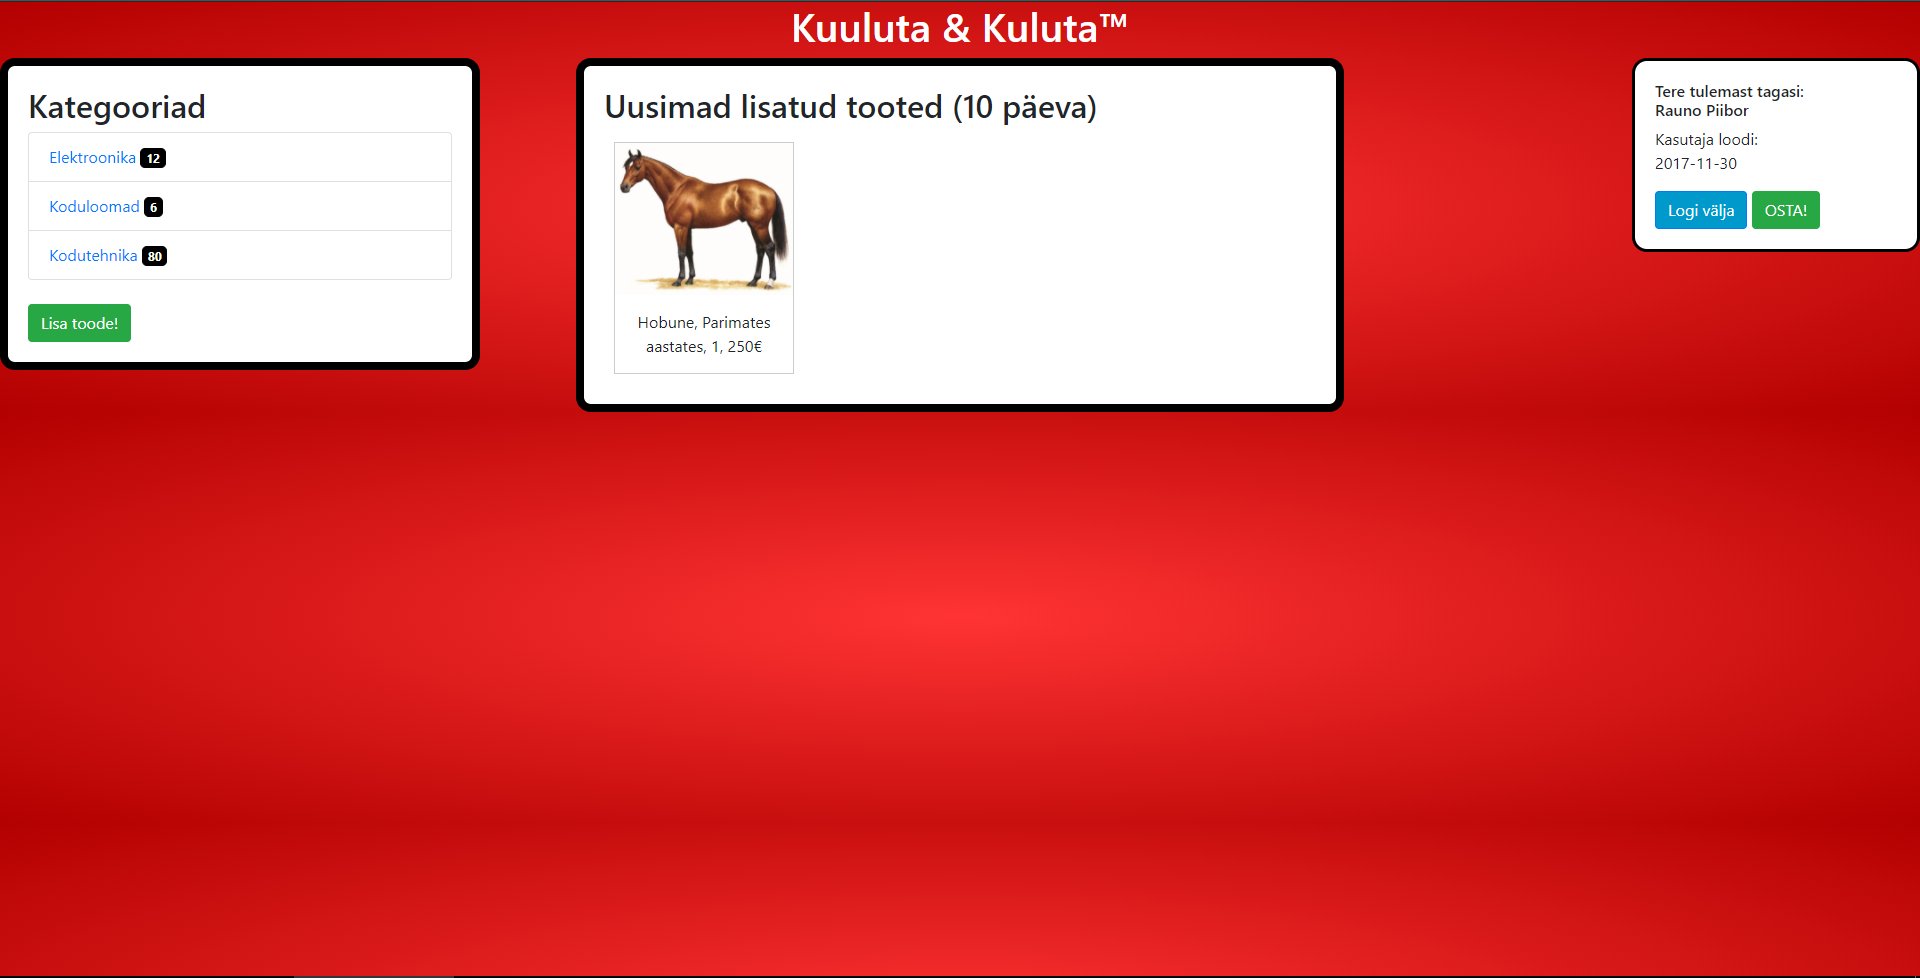 Kuuluta & Kuluta™
Kategooriad
Elektroonika 12
Koduloomad 6
Kodutehnika 80
Lisa toode!
Uusimad lisatud tooted (10 päeva)
Hobune, Parimates
aastates, 1, 250€
Tere tulemast tagasi:
Rauno Piibor
Kasutaja loodi:
2017-11-30
Logi välja OSTA!